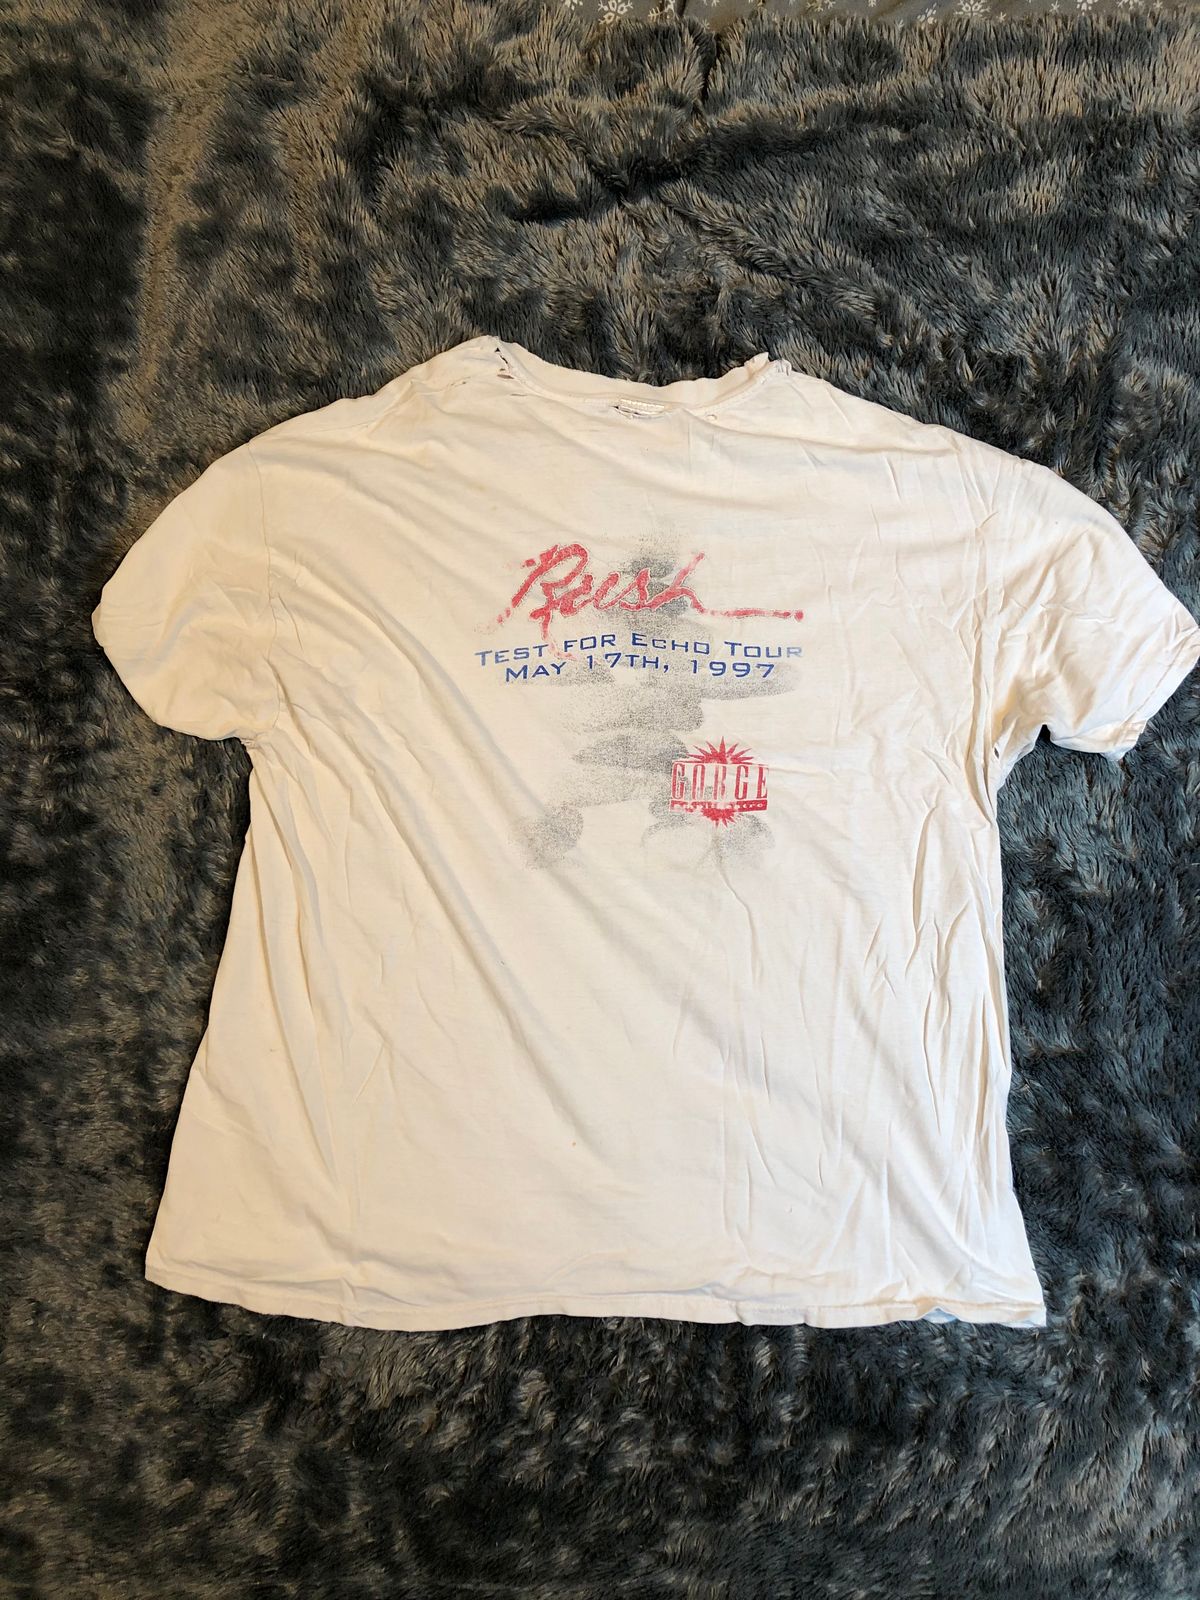 Rush
TEST FOR ECHO TOUR
MAY 17TH, 1997
GORGE